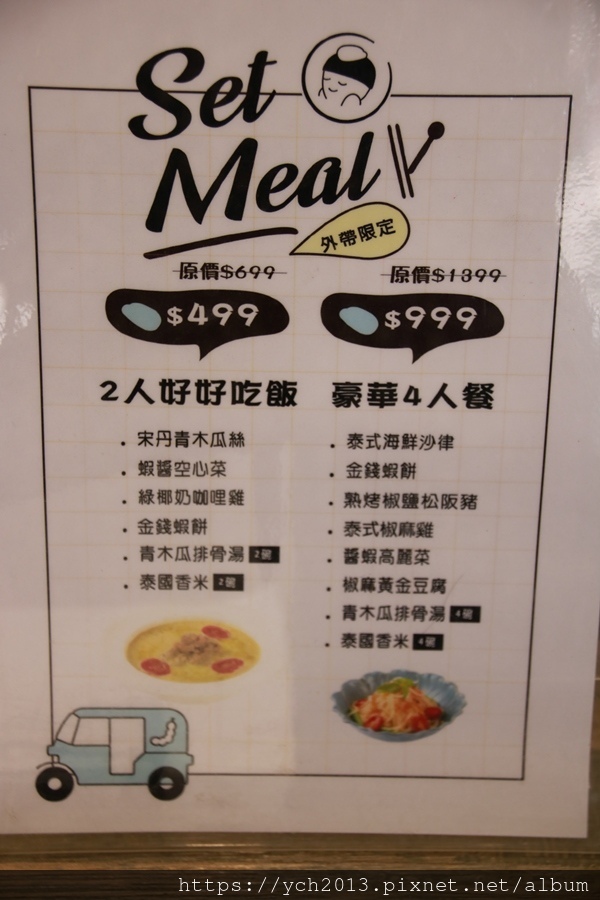 Set
Meal
外帶限定
原價$699
$499
2人好好吃飯
宋丹青木瓜絲
蝦醬空心菜
綠椰奶咖哩雞
金錢蝦餅
青木瓜排骨湯 2碗
泰國香米 2碗
原價$1399
$999
豪華4人餐
泰式海鮮沙律
金錢蝦餅
熟烤椒鹽松阪豬
泰式椒麻雞
醬蝦高麗菜
椒麻黃金豆腐
青木瓜排骨湯 4碗
泰國香米 4碗
https://ych2013.pixnet.net/album